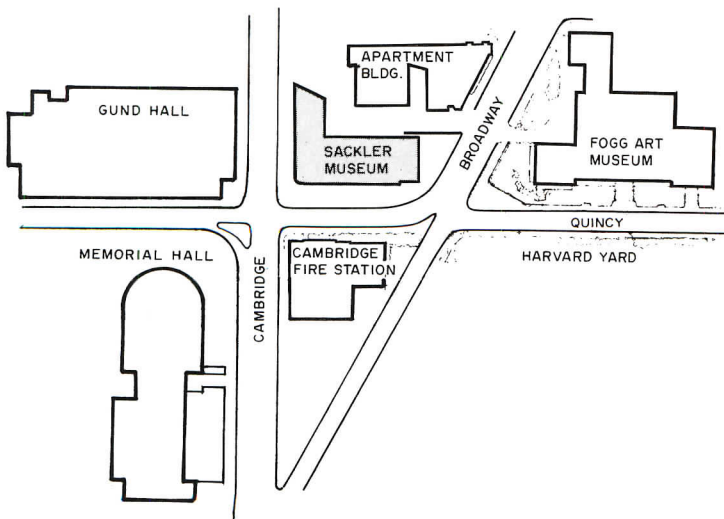 APARTMENT
BLDG.
GUND HALL
SACKLER
MUSEUM
BROADWAY
FOGG ART
MUSEUM
QUINCY
MEMORIAL HALL
CAMBRIDGE
CAMBRIDGE
FIRE STATION
HARVARD YARD